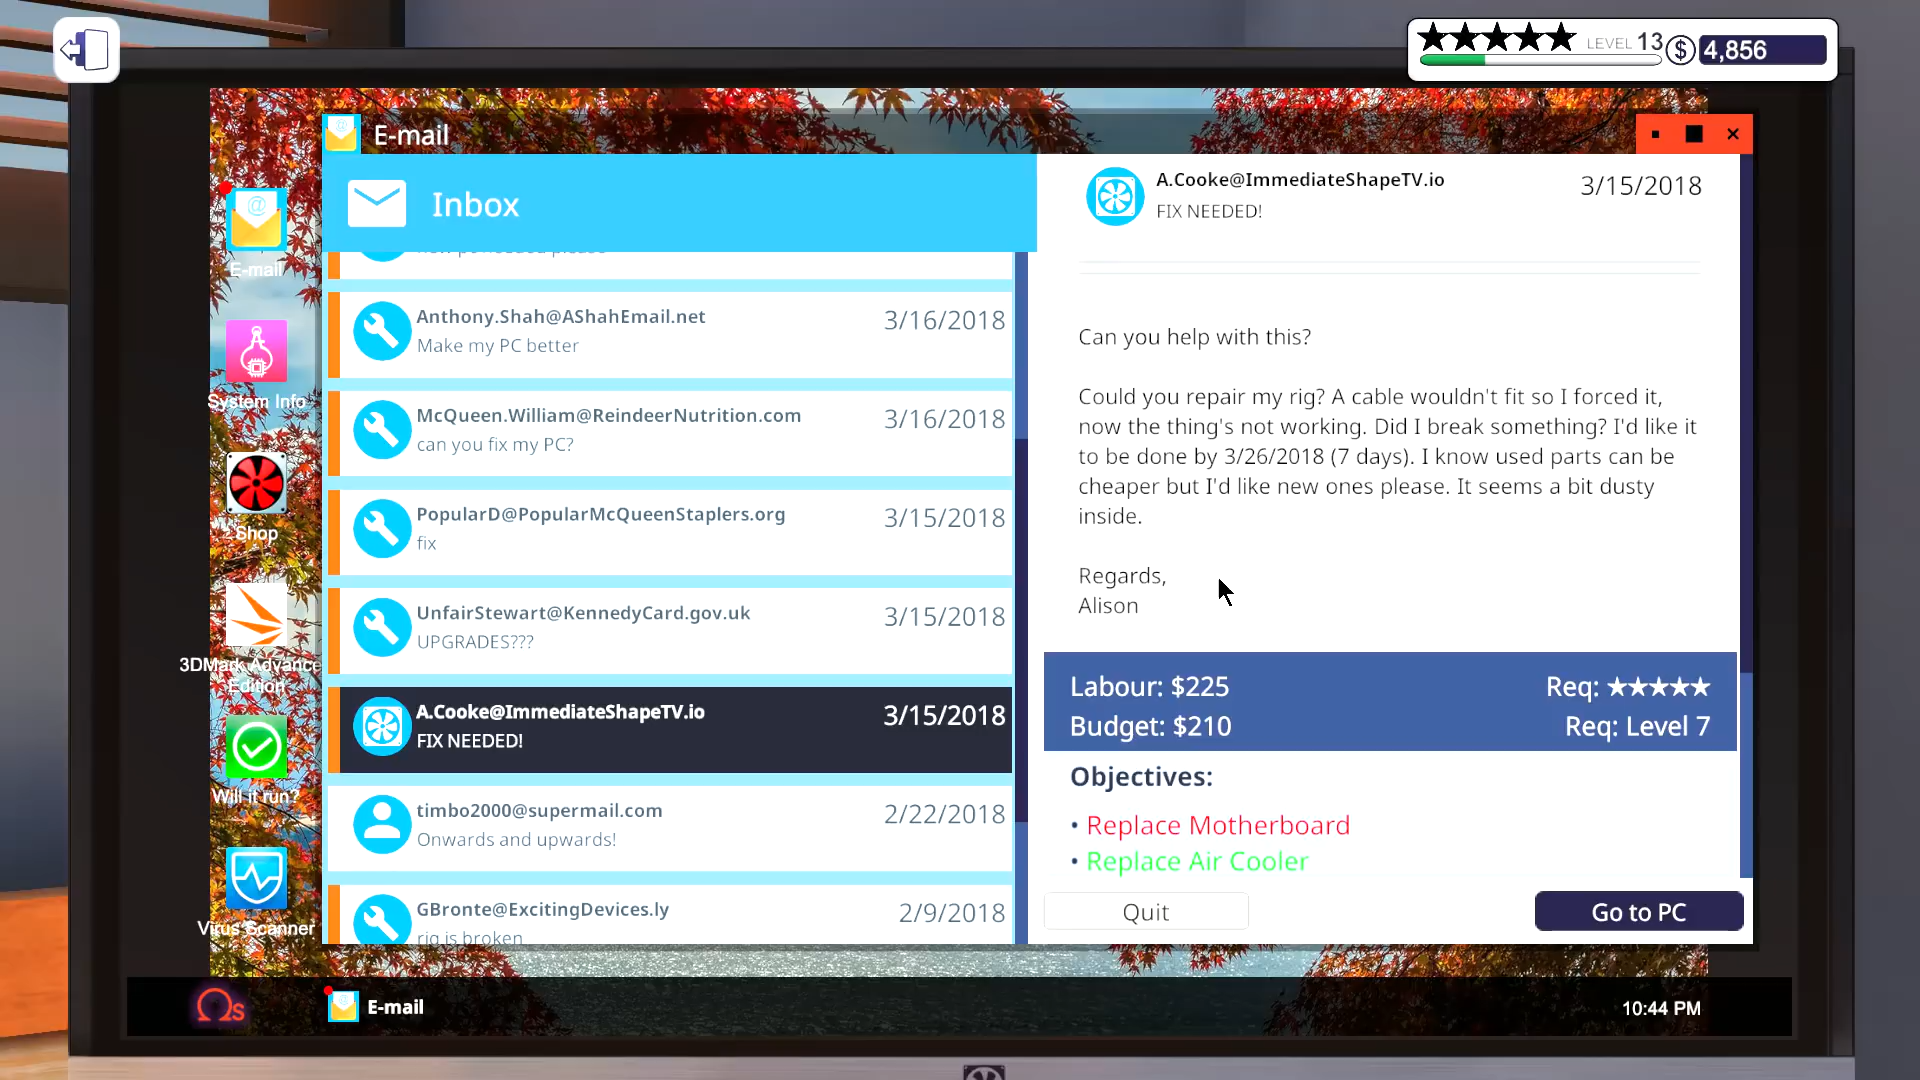 LEVEL 13
$ 4,856
E-mail
Inbox
Anthony.Shah@AShahEmail.net
3/16/2018
Make my PC better
McQueen.William@ReindeerNutrition.com
3/16/2018
can you fix my PC?
PopularD@PopularMcQueenStaplers.org
3/15/2018
fix
UnfairStewart@KennedyCard.gov.uk
3/15/2018
UPGRADES???
A.Cooke@ImmediateShapeTV.io
3/15/2018
FIX NEEDED!
timbo2000@supermail.com
2/22/2018
Onwards and upwards!
GBronte@ExcitingDevices.ly
2/9/2018
rig is broken
A.Cooke@ImmediateShapeTV.io
3/15/2018
FIX NEEDED!
Can you help with this?
Could you repair my rig? A cable wouldn't fit so I forced it,
now the thing's not working. Did I break something? I'd like it
to be done by 3/26/2018 (7 days). I know used parts can be
cheaper but I'd like new ones please. It seems a bit dusty
inside.
Regards,
Alison
Labour: $225
Req: ★★★★★
Budget: $210
Req: Level 7
Objectives:
• Replace Motherboard
• Replace Air Cooler
Quit
Go to PC
E-mail
System Info
Shop
3DMark Advance
Edition
Will it run?
Virus Scanner
Ωs
E-mail
10:44 PM